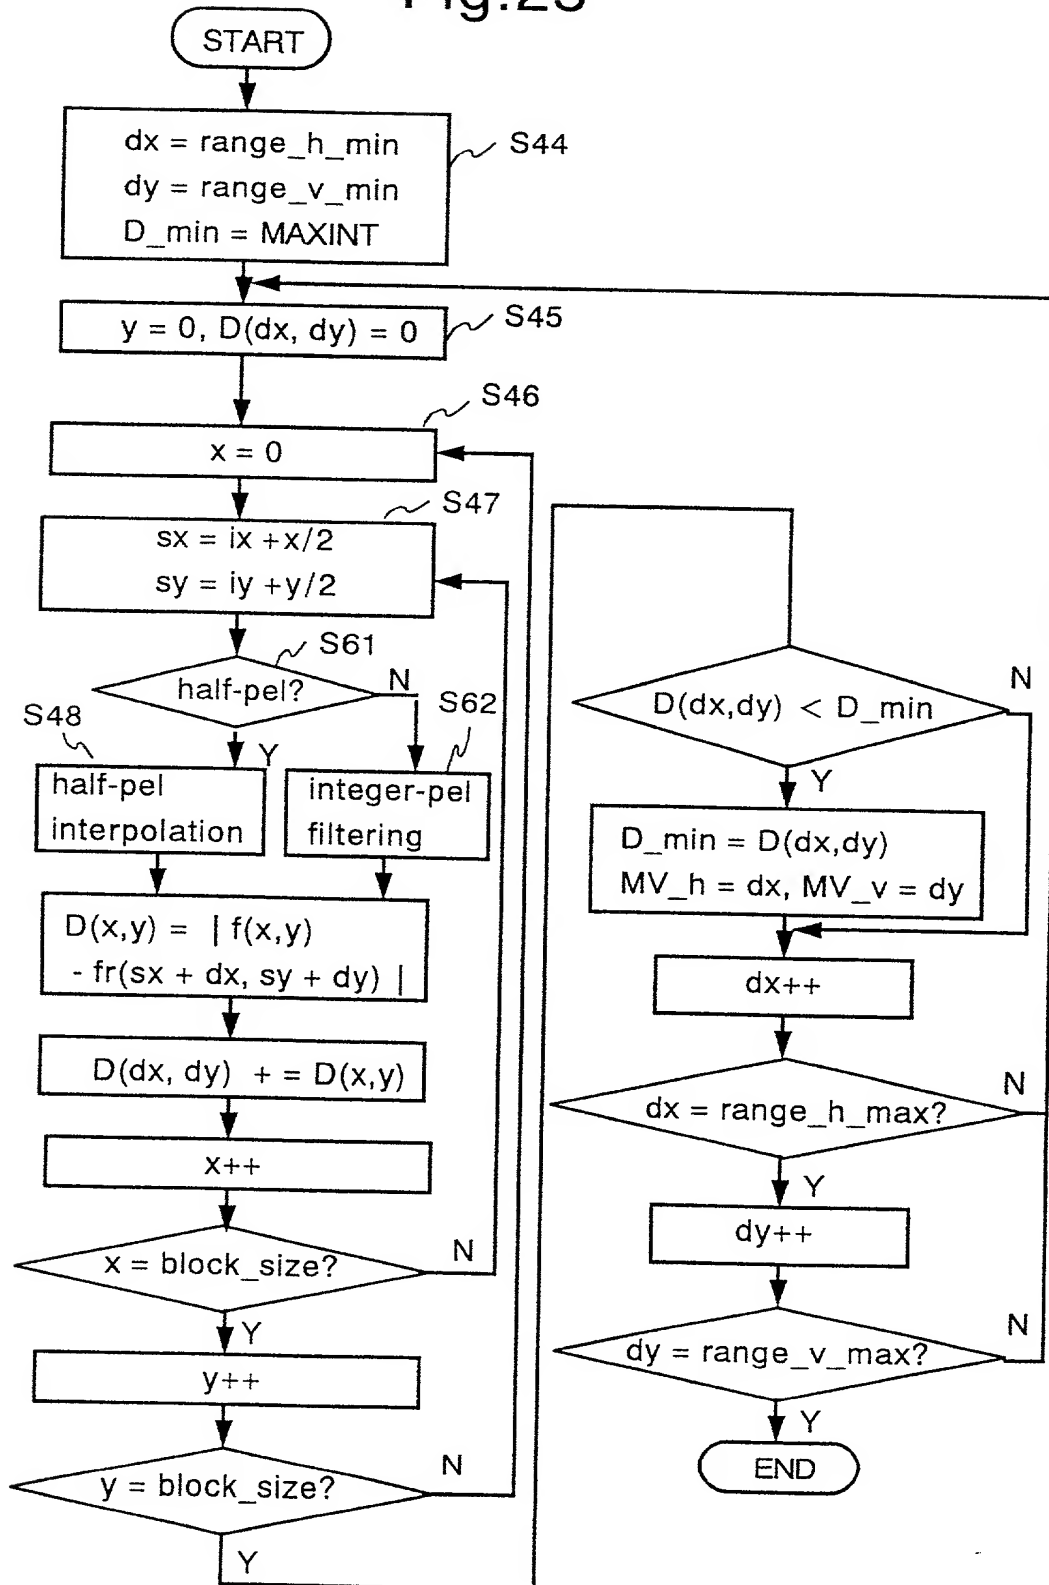 Fig.23
START
dx = range_h_min
dy = range_v_min
D_min = MAXINT
S44
y = 0, D(dx, dy) = 0
S45
S46
x = 0
S47
sx = ix +x/2
sy = iy +y/2
S61
half-pel?
N
S48
S62
Y
half-pel
interpolation
integer-pel
filtering
D(x,y) = | f(x,y)
- fr(sx + dx, sy + dy) |
D(dx, dy) + = D(x,y)
x++
x = block_size?
N
Y
y++
y = block_size?
N
Y
D(dx,dy) < D_min
N
Y
D_min = D(dx,dy)
MV_h = dx, MV_v = dy
dx++
dx = range_h_max?
N
Y
dy++
dy = range_v_max?
N
Y
END